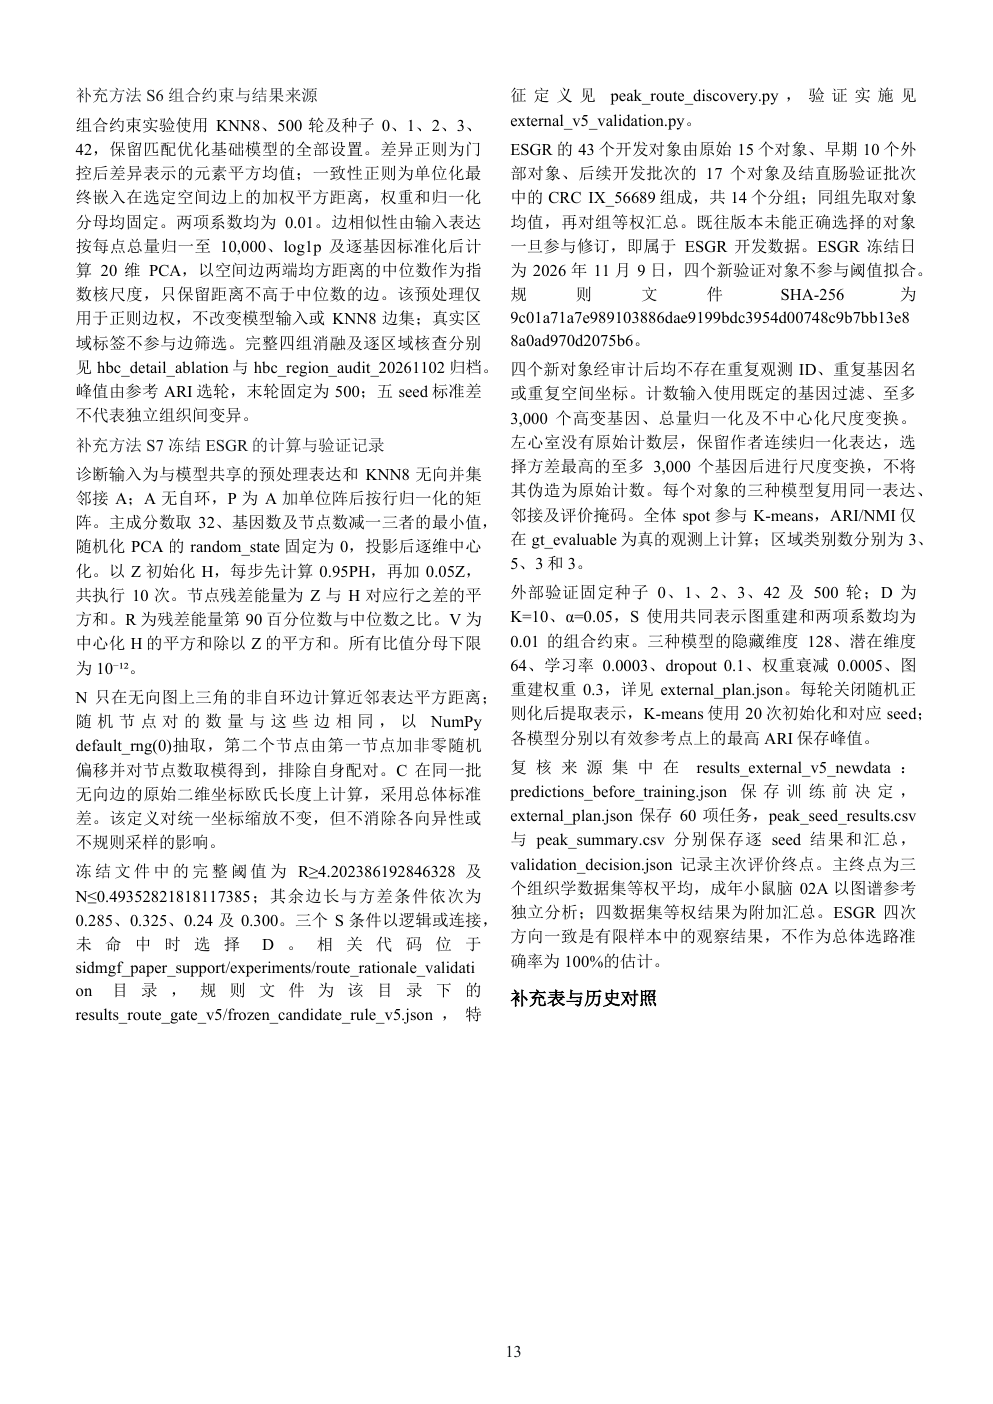 补充方法 S6 组合约束与结果来源
组合约束实验使用 KNN8、500 轮及种子 0、1、2、3、
42，保留匹配优化基础模型的全部设置。差异正则为门
控后差异表示的元素平方均值；一致性正则为单位化最
终嵌入在选定空间边上的加权平方距离，权重和归一化
分母均固定。两项系数均为 0.01。边相似性由输入表达
按每点总量归一至 10,000、log1p 及逐基因标准化后计
算 20 维 PCA，以空间边两端均方距离的中位数作为指
数核尺度，只保留距离不高于中位数的边。该预处理仅
用于正则边权，不改变模型输入或 KNN8 边集；真实区
域标签不参与边筛选。完整四组消融及逐区域核查分别
见 hbc_detail_ablation 与 hbc_region_audit_20261102 归档。
峰值由参考 ARI 选轮，末轮固定为 500；五 seed 标准差
不代表独立组织间变异。
补充方法 S7 冻结 ESGR 的计算与验证记录
诊断输入为与模型共享的预处理表达和 KNN8 无向并集
邻接 A；A 无自环，P 为 A 加单位阵后按行归一化的矩
阵。主成分数取 32、基因数及节点数减一三者的最小值，
随机化 PCA 的 random_state 固定为 0，投影后逐维中心
化。以 Z 初始化 H，每步先计算 0.95PH，再加 0.05Z，
共执行 10 次。节点残差能量为 Z 与 H 对应行之差的平
方和。R 为残差能量第 90 百分位数与中位数之比。V 为
中心化 H 的平方和除以 Z 的平方和。所有比值分母下限
为 10⁻¹²。
N 只在无向图上三角的非自环边计算近邻表达平方距离；
随机节点对的数量与这些边相同，以 NumPy
default_rng(0)抽取，第二个节点由第一节点加非零随机
偏移并对节点数取模得到，排除自身配对。C 在同一批
无向边的原始二维坐标欧氏长度上计算，采用总体标准
差。该定义对统一坐标缩放不变，但不消除各向异性或
不规则采样的影响。
冻结文件中的完整阈值为 R≥4.202386192846328 及
N≤0.49352821818117385；其余边长与方差条件依次为
0.285、0.325、0.24 及 0.300。三个 S 条件以逻辑或连接，
未命中时选择 D。相关代码位于
sidmgf_paper_support/experiments/route_rationale_validati
on 目录，规则文件为该目录下的
results_route_gate_v5/frozen_candidate_rule_v5.json，特
征定义见 peak_route_discovery.py，验证实施见
external_v5_validation.py。
ESGR 的 43 个开发对象由原始 15 个对象、早期 10 个外
部对象、后续开发批次的 17 个对象及结直肠验证批次
中的 CRC IX_56689 组成，共 14 个分组；同组先取对象
均值，再对组等权汇总。既往版本未能正确选择的对象
一旦参与修订，即属于 ESGR 开发数据。ESGR 冻结日
为 2026 年 11 月 9 日，四个新验证对象不参与阈值拟合。
规则文件 SHA-256 为
9c01a71a7e989103886dae9199bdc3954d00748c9b7bb13e8
8a0ad970d2075b6。
四个新对象经审计后均不存在重复观测 ID、重复基因名
或重复空间坐标。计数输入使用既定的基因过滤、至多
3,000 个高变基因、总量归一化及不中心化尺度变换。
左心室没有原始计数层，保留作者连续归一化表达，选
择方差最高的至多 3,000 个基因后进行尺度变换，不将
其伪造为原始计数。每个对象的三种模型复用同一表达、
邻接及评价掩码。全体 spot 参与 K-means，ARI/NMI 仅
在 gt_evaluable 为真的观测上计算；区域类别数分别为 3、
5、3 和 3。
外部验证固定种子 0、1、2、3、42 及 500 轮；D 为
K=10、α=0.05，S 使用共同表示图重建和两项系数均为
0.01 的组合约束。三种模型的隐藏维度 128、潜在维度
64、学习率 0.0003、dropout 0.1、权重衰减 0.0005、图
重建权重 0.3，详见 external_plan.json。每轮关闭随机正
则化后提取表示，K-means 使用 20 次初始化和对应 seed；
各模型分别以有效参考点上的最高 ARI 保存峰值。
复核来源集中在 results_external_v5_newdata：
predictions_before_training.json 保存训练前决定，
external_plan.json 保存 60 项任务，peak_seed_results.csv
与 peak_summary.csv 分别保存逐 seed 结果和汇总，
validation_decision.json 记录主次评价终点。主终点为三
个组织学数据集等权平均，成年小鼠脑 02A 以图谱参考
独立分析；四数据集等权结果为附加汇总。ESGR 四次
方向一致是有限样本中的观察结果，不作为总体选路准
确率为 100%的估计。
补充表与历史对照
13